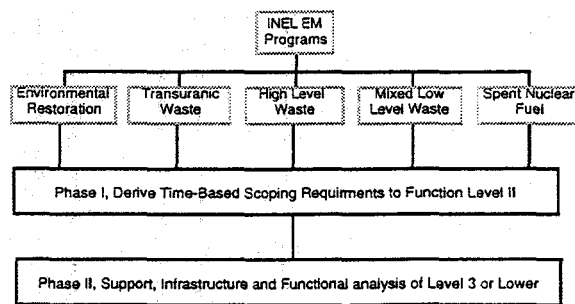 INEL EM
Programs
Environmental
Restoration
Transuranic
Waste
High Level
Waste
Mixed Low
Level Waste
Spent Nuclear
Fuel
Phase I, Derive Time-Based Scoping Requirments to Function Level II
Phase II, Support, Infrastructure and Functional analysis of Level 3 or Lower